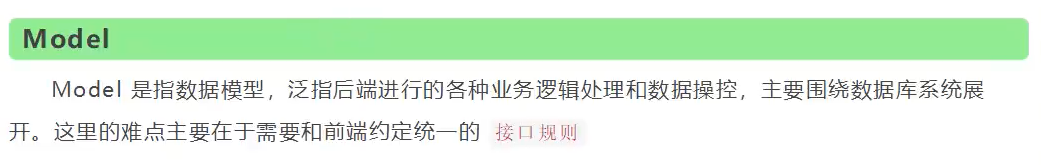 Model
Model 是指数据模型，泛指后端进行的各种业务逻辑处理和数据操控，主要围绕数据库系统展
开。这里的难点主要在于需要和前端约定统一的 接口规则